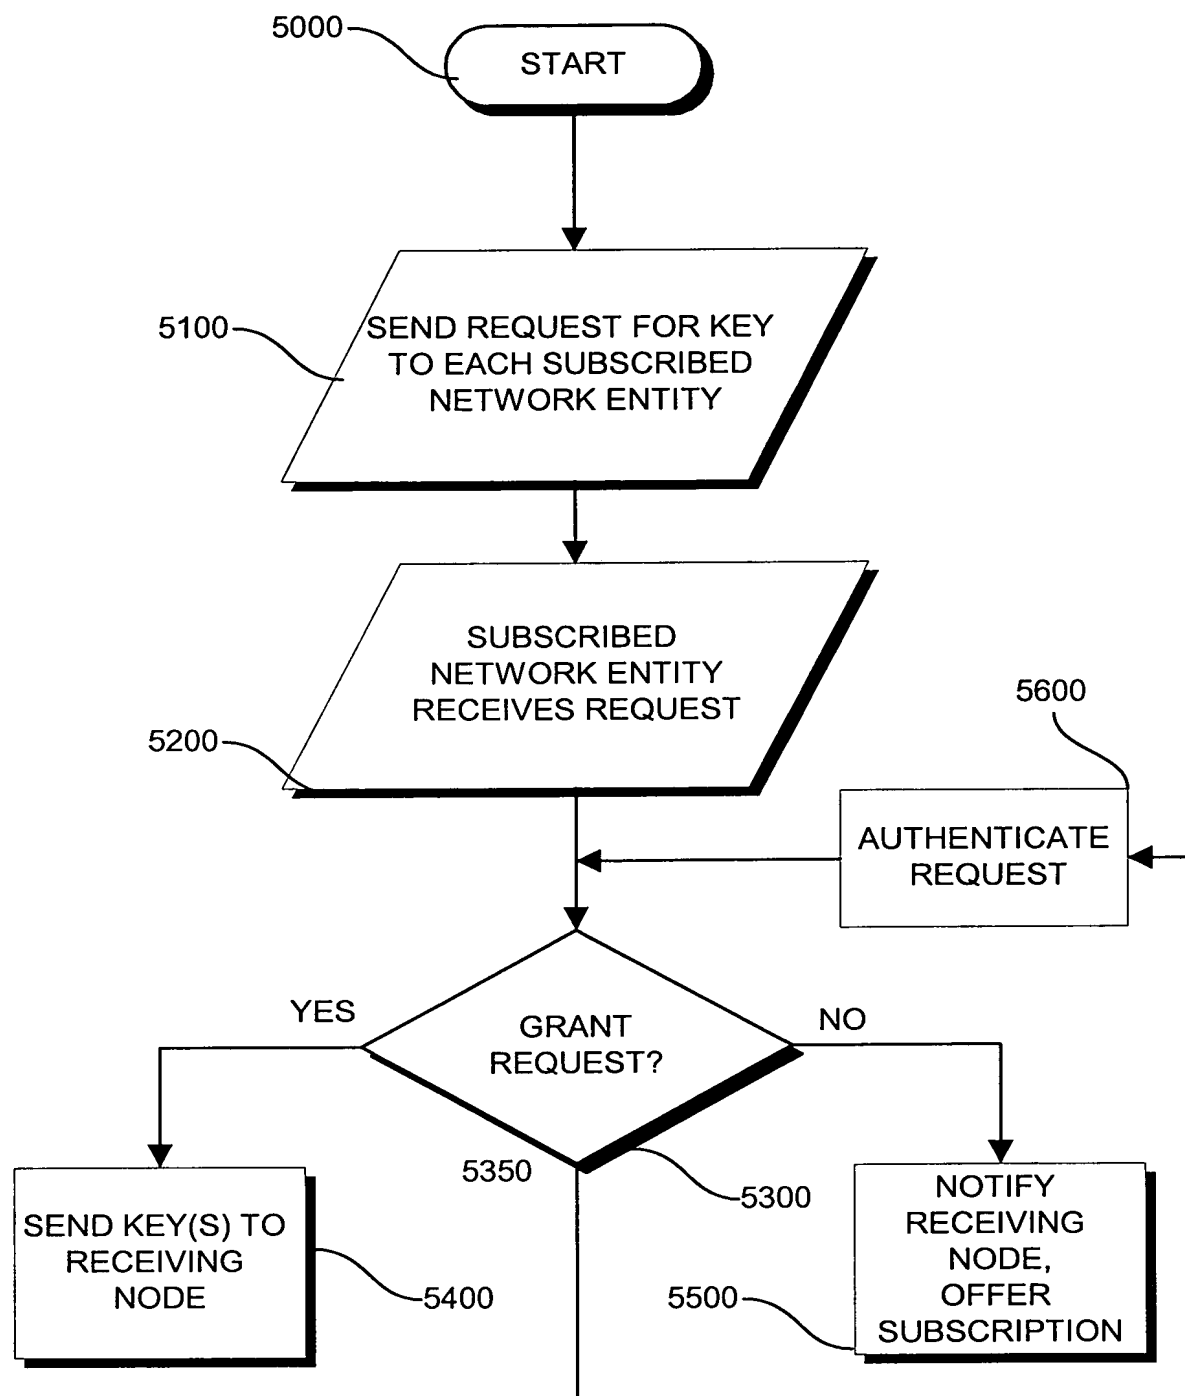 5000
START
5100
SEND REQUEST FOR KEY
TO EACH SUBSCRIBED
NETWORK ENTITY
SUBSCRIBED
NETWORK ENTITY
RECEIVES REQUEST
5200
5600
AUTHENTICATE
REQUEST
YES
GRANT
REQUEST?
NO
5350
5300
SEND KEY(S) TO
RECEIVING
NODE
5400
NOTIFY
RECEIVING
NODE,
OFFER
SUBSCRIPTION
5500